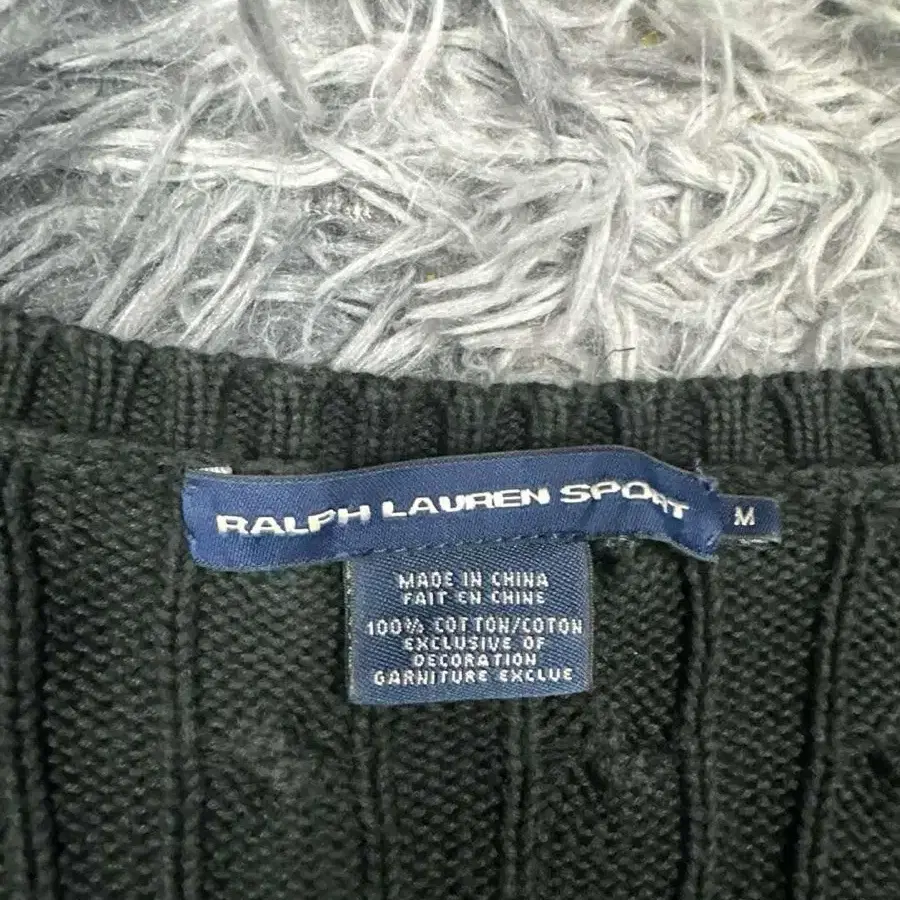 RALPH LAUREN SPORT
M
MADE IN CHINA
FAIT EN CHINE
100% COTTON/COTON
EXCLUSIVE OF
DECORATION
GARNITURE EXCLUE